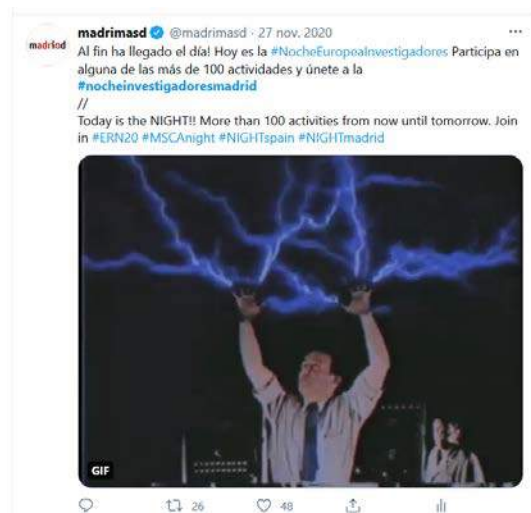 madri+d
madrimasd @madrimasd · 27 nov. 2020 ···
Al fin ha llegado el día! Hoy es la #NocheEuropeaInvestigadores Participa en
alguna de las más de 100 actividades y únete a la
#nocheinvestigadoresmadrid
//
Today is the NIGHT!! More than 100 activities from now until tomorrow. Join
in #ERN20 #MSCAnight #NIGHTspain #NIGHTmadrid
GIF
26 48